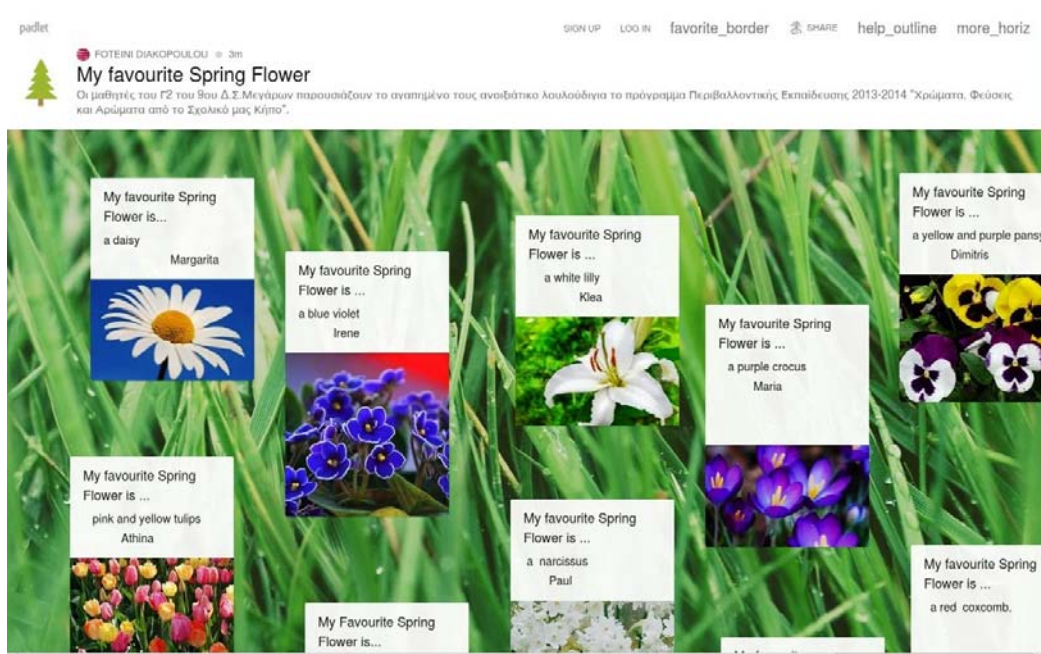 padlet
SIGN UP LOG IN favorite_border SHARE help_outline more_horiz
FOTEINI DIAKOPOULOU 3m
My favourite Spring Flower
Οι μαθητές του Γ2 του 9ου Δ.Σ.Μεγάρων παρουσιάζουν το αγαπημένο τους ανοιξιάτικο λουλούδιγια το πρόγραμμα Περιβαλλοντικής Εκπαίδευσης 2013-2014 "Χρώματα, Φεύσεις
και Αρώματα από το Σχολικό μας Κήπο".
My favourite Spring
Flower is...
a daisy
Margarita
My favourite Spring
Flower is ...
a blue violet
Irene
My favourite Spring
Flower is ...
a white lilly
Klea
My favourite Spring
Flower is ...
a purple crocus
Maria
My favourite Spring
Flower is ...
a yellow and purple pansy
Dimitris
My favourite Spring
Flower is ...
pink and yellow tulips
Athina
My Favourite Spring
Flower is...
My favourite Spring
Flower is ...
a narcissus
Paul
My favourite Spring
Flower is ...
a red coxcomb.